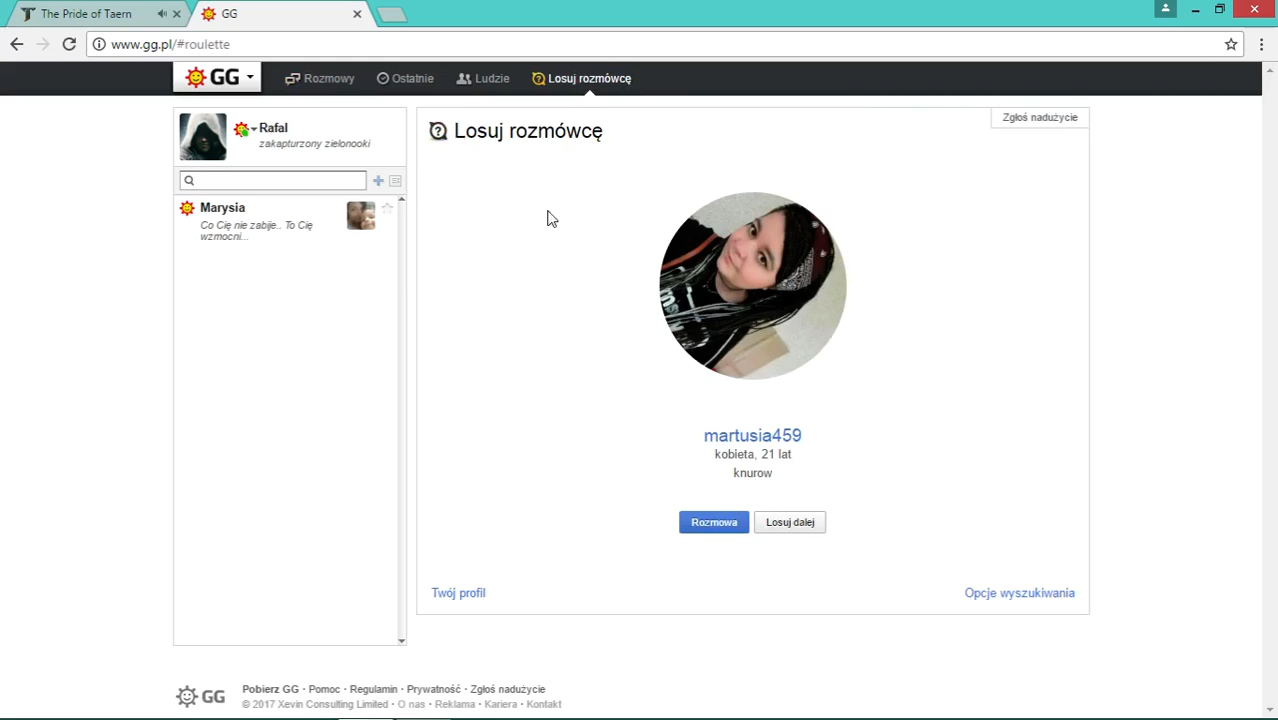 The Pride of Taern
GG
www.gg.pl/#roulette
GG
Rozmowy
Ostatnie
Ludzie
Losuj rozmówcę
Rafal
zakapturzony zielonooki
Marysia
Co Cię nie zabije.. To Cię
wzmocni...
Zgłoś nadużycie
Losuj rozmówcę
martusia459
kobieta, 21 lat
knurow
Rozmowa
Losuj dalej
Twój profil
Opcje wyszukiwania
GG
Pobierz GG · Pomoc · Regulamin · Prywatność · Zgłoś nadużycie
© 2017 Xevin Consulting Limited · O nas · Reklama · Kariera · Kontakt